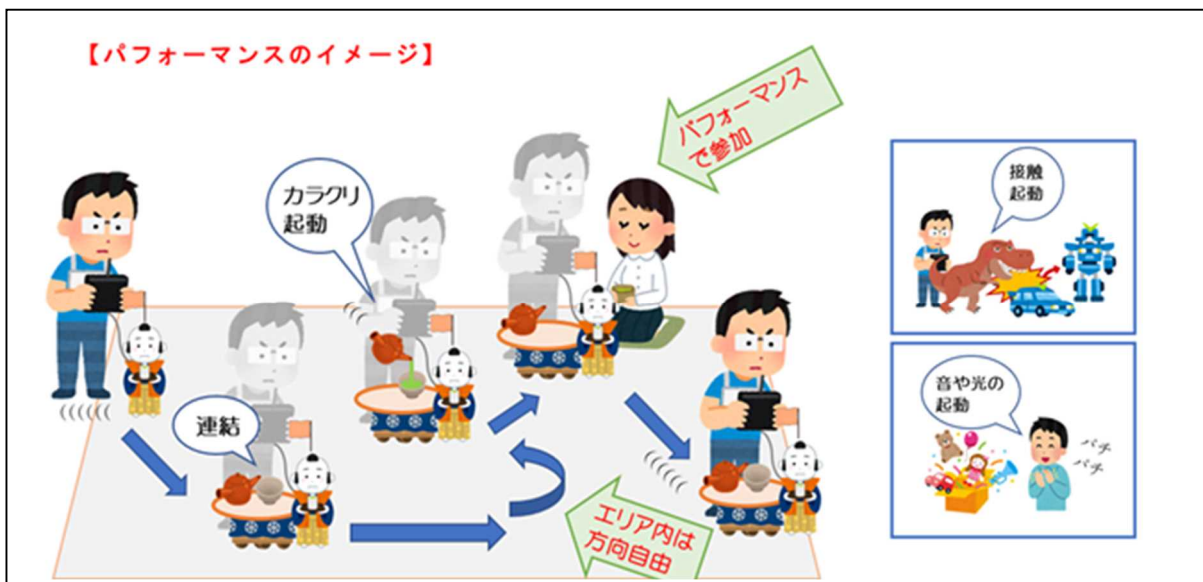 【パフォーマンスのイメージ】
パフォーマンス
で参加
カラクリ
起動
連結
エリア内は
方向自由
接触
起動
音や光の
起動
パチ
パチ